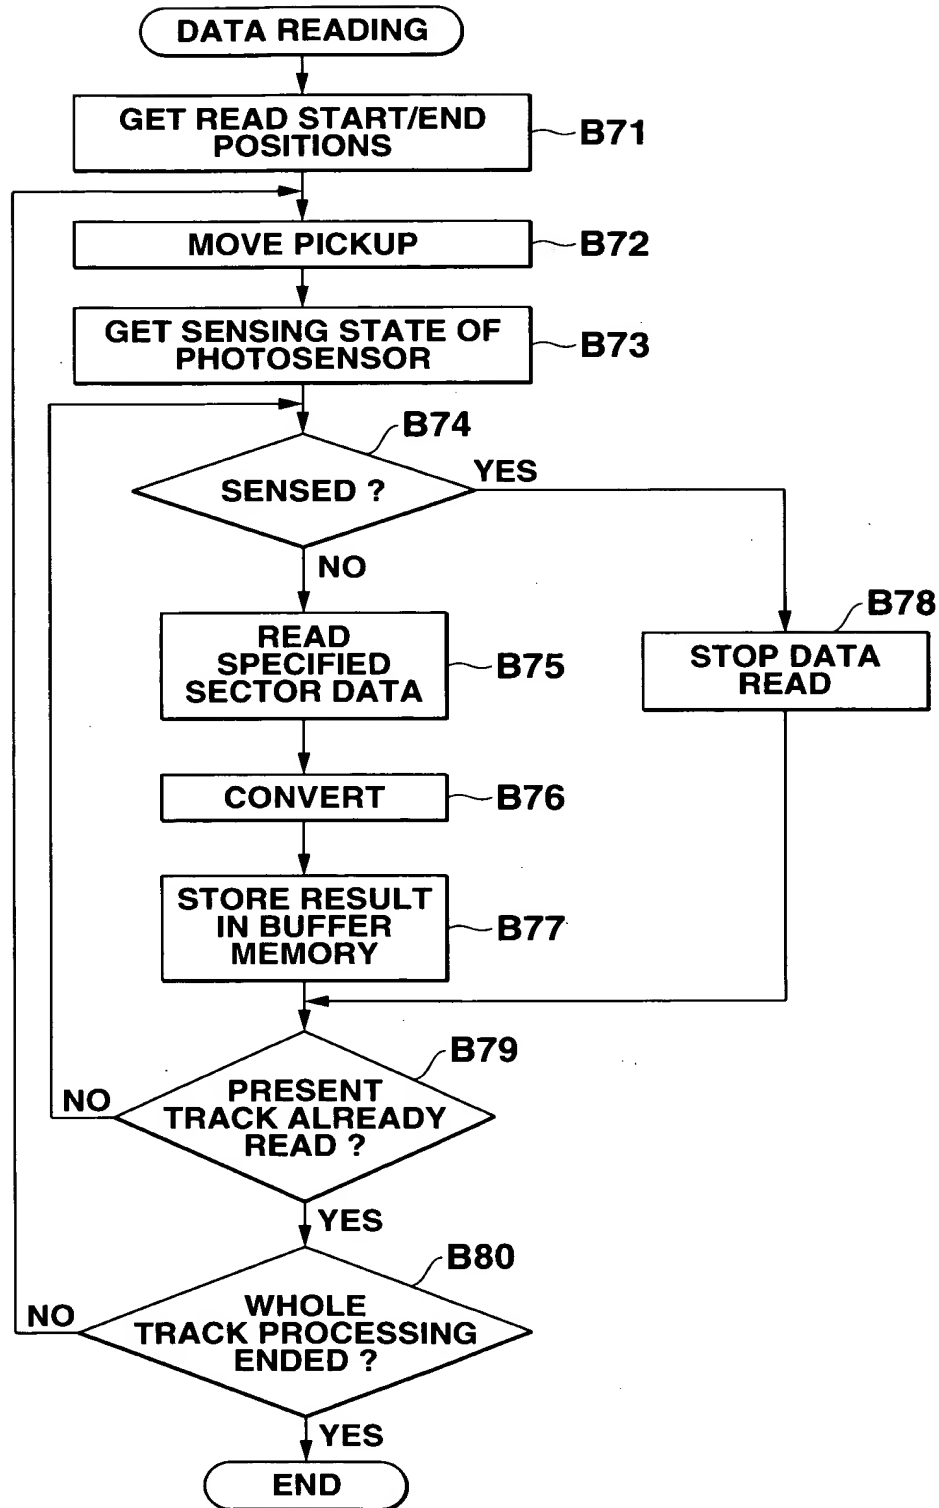 DATA READING
GET READ START/END
POSITIONS
B71
MOVE PICKUP
B72
GET SENSING STATE OF
PHOTOSENSOR
B73
B74
SENSED ?
YES
NO
READ
SPECIFIED
SECTOR DATA
B75
B78
STOP DATA
READ
CONVERT
B76
STORE RESULT
IN BUFFER
MEMORY
B77
B79
PRESENT
TRACK ALREADY
READ ?
NO
YES
B80
WHOLE
TRACK PROCESSING
ENDED ?
NO
YES
END